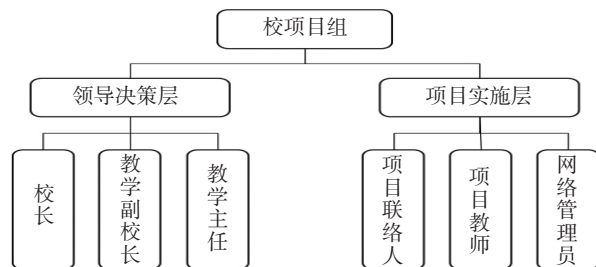 校项目组
领导决策层
项目实施层
校长
教学副校长
教学主任
项目联络人
项目教师
网络管理员